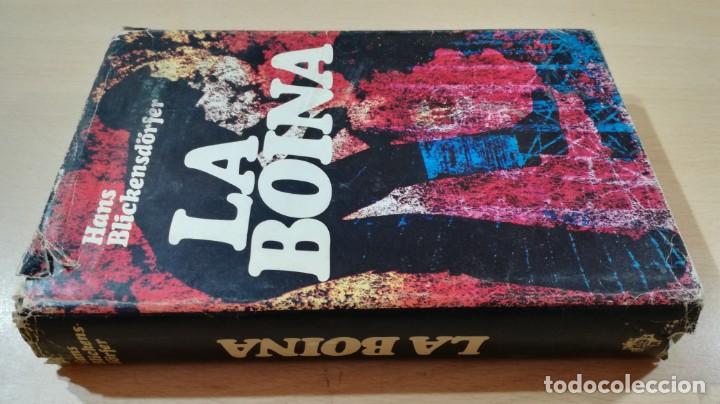 Hans
Blickensdörfer
LA
BOINA
LA BOINA
todocoleccion